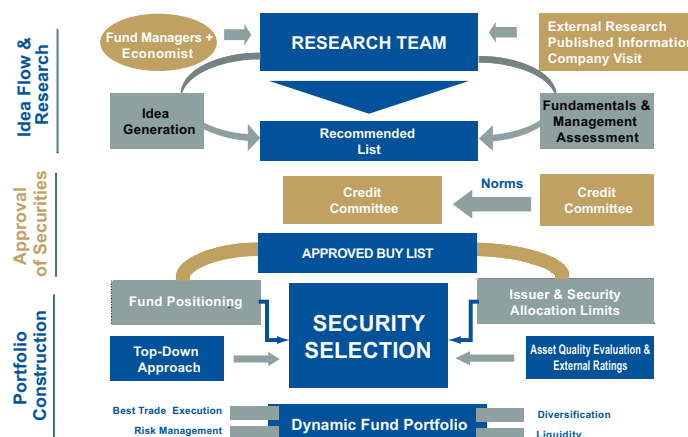 Idea Flow &
Research
Fund Managers +
Economist
RESEARCH TEAM
External Research
Published Information
Company Visit
Idea
Generation
Recommended
List
Fundamentals &
Management
Assessment
Approval
of Securities
Credit
Committee
Norms
Credit
Committee
APPROVED BUY LIST
Portfolio
Construction
Fund Positioning
SECURITY
SELECTION
Issuer & Security
Allocation Limits
Top-Down
Approach
Asset Quality Evaluation &
External Ratings
Best Trade Execution
Risk Management
Dynamic Fund Portfolio
Diversification
Liquidity